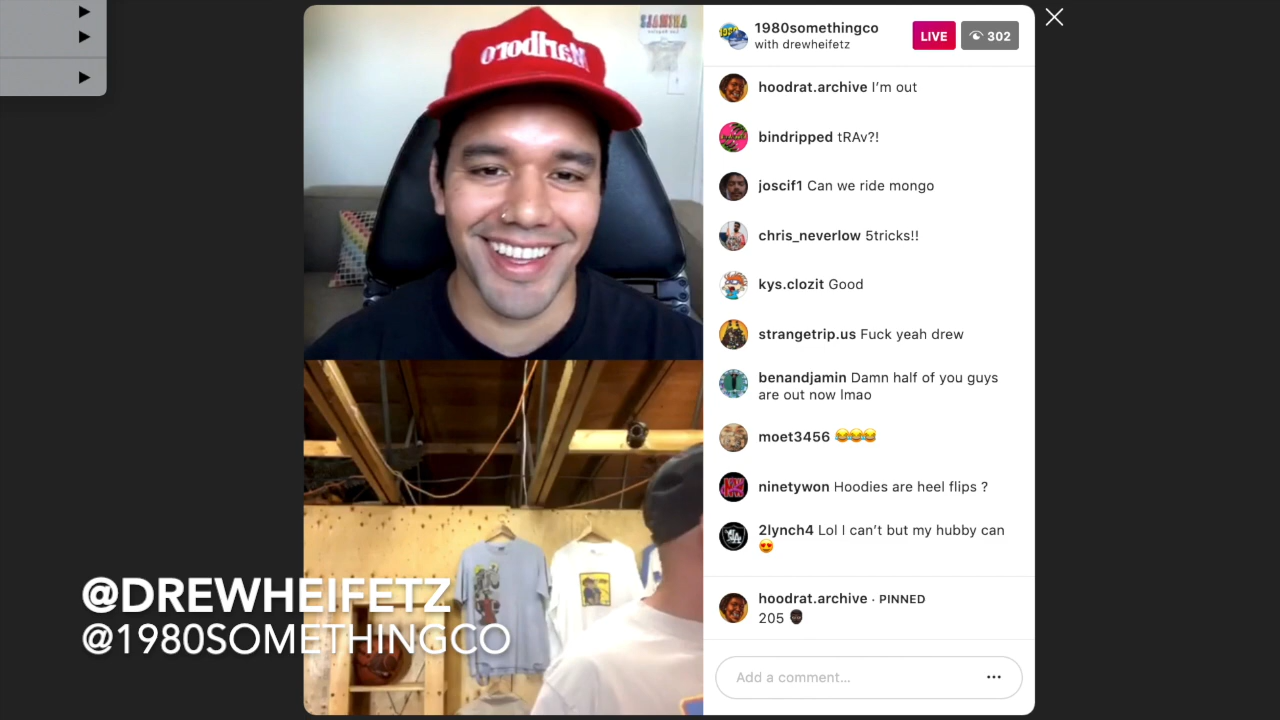 Marlboro
ANIMALS
1980somethingco
with drewheifetz
LIVE
302
hoodrat.archive I’m out
bindripped tRAv?!
joscif1 Can we ride mongo
chris_neverlow 5tricks!!
kys.clozit Good
strangetrip.us Fuck yeah drew
benandjamin Damn half of you guys
are out now lmao
moet3456 😂😂😂
ninetywon Hoodies are heel flips ?
2lynch4 Lol I can’t but my hubby can
😍
hoodrat.archive · PINNED
205
Add a comment...
@DREWHEIFETZ
@1980SOMETHINGCO